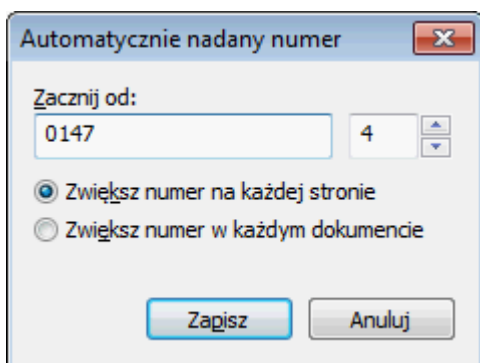 Automatycznie nadany numer
Zacznij od:
0147 4
Zwiększ numer na każdej stronie
Zwiększ numer w każdym dokumencie
Zapisz Anuluj